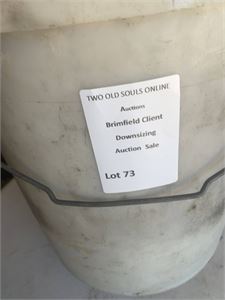 TWO OLD SOULS ONLINE
Auctions
Brimfield Client
Downsizing
Auction Sale
Lot 73